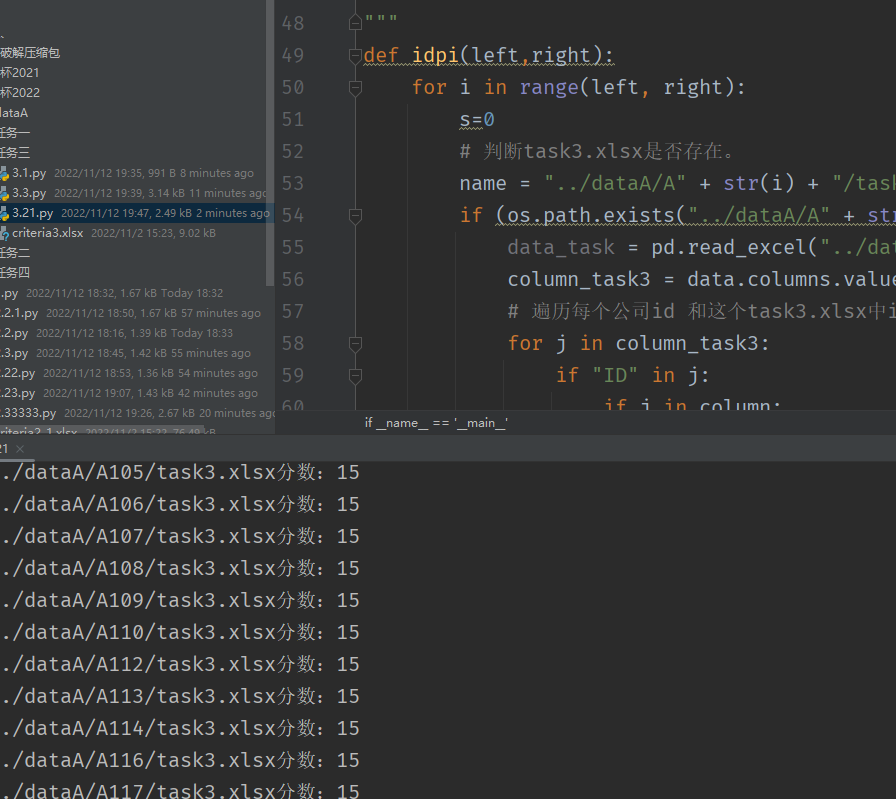 破解压缩包
杯2021
杯2022
dataA
任务一
任务三
3.1.py 2022/11/12 19:35, 991 B 8 minutes ago
3.3.py 2022/11/12 19:39, 3.14 kB 11 minutes ago
3.21.py 2022/11/12 19:47, 2.49 kB 2 minutes ago
criteria3.xlsx 2022/11/2 15:23, 9.02 kB
任务二
任务四
.py 2022/11/12 18:32, 1.67 kB Today 18:32
.2.1.py 2022/11/12 18:50, 1.67 kB 57 minutes ago
.2.py 2022/11/12 18:16, 1.39 kB Today 18:33
.3.py 2022/11/12 18:45, 1.42 kB 55 minutes ago
.22.py 2022/11/12 18:53, 1.36 kB 54 minutes ago
.23.py 2022/11/12 19:07, 1.43 kB 42 minutes ago
.33333.py 2022/11/12 19:26, 2.67 kB 20 minutes ago
riteria2_1.xlsx 2022/11/2 15:22, 76.49 kB
48 """
49 def idpi(left,right):
50 for i in range(left, right):
51 s=0
52 # 判断task3.xlsx是否存在。
53 name = "../dataA/A" + str(i) + "/task
54 if (os.path.exists("../dataA/A" + str
55 data_task = pd.read_excel("../dat
56 column_task3 = data.columns.value
57 # 遍历每个公司id 和这个task3.xlsx中i
58 for j in column_task3:
59 if "ID" in j:
60 if j in column:
if __name__ == '__main__'
21 ×
./dataA/A105/task3.xlsx分数: 15
./dataA/A106/task3.xlsx分数: 15
./dataA/A107/task3.xlsx分数: 15
./dataA/A108/task3.xlsx分数: 15
./dataA/A109/task3.xlsx分数: 15
./dataA/A110/task3.xlsx分数: 15
./dataA/A112/task3.xlsx分数: 15
./dataA/A113/task3.xlsx分数: 15
./dataA/A114/task3.xlsx分数: 15
./dataA/A116/task3.xlsx分数: 15
./dataA/A117/task3.xlsx分数: 15